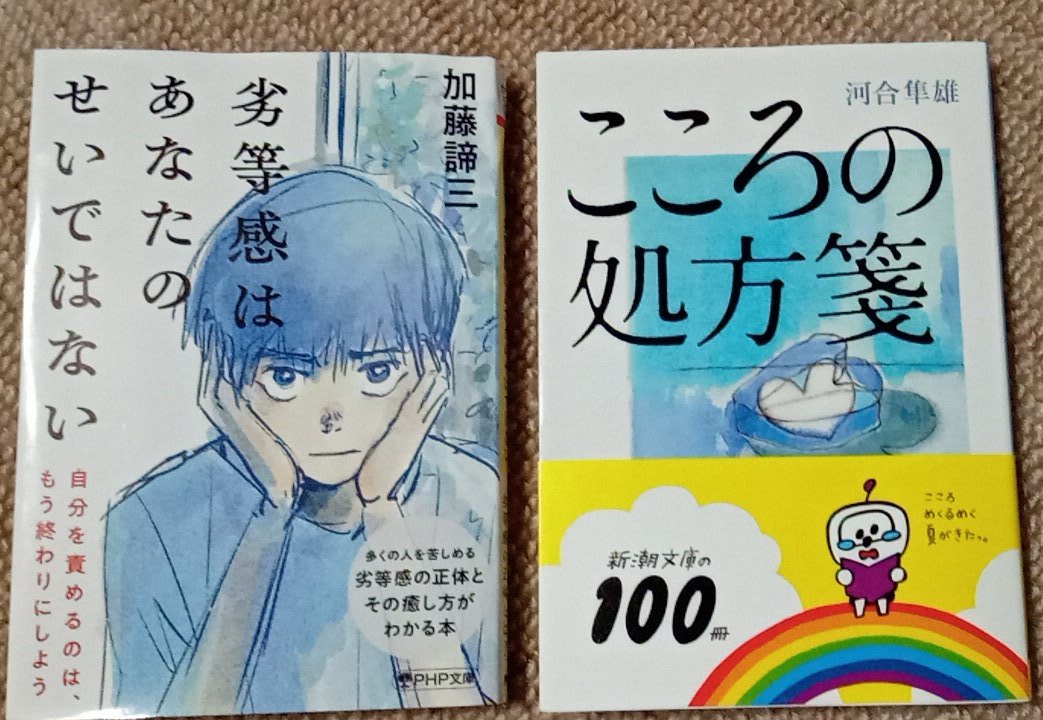 加藤諦三
劣等感は
あなたの
せいではない
自分を責めるのは、
もう終わりにしよう
多くの人を苦しめる
劣等感の正体と
その癒し方が
わかる本
PHP文庫
河合隼雄
こころの
処方箋
新潮文庫の
100冊
こころ
めくるめく
夏がきたっ。